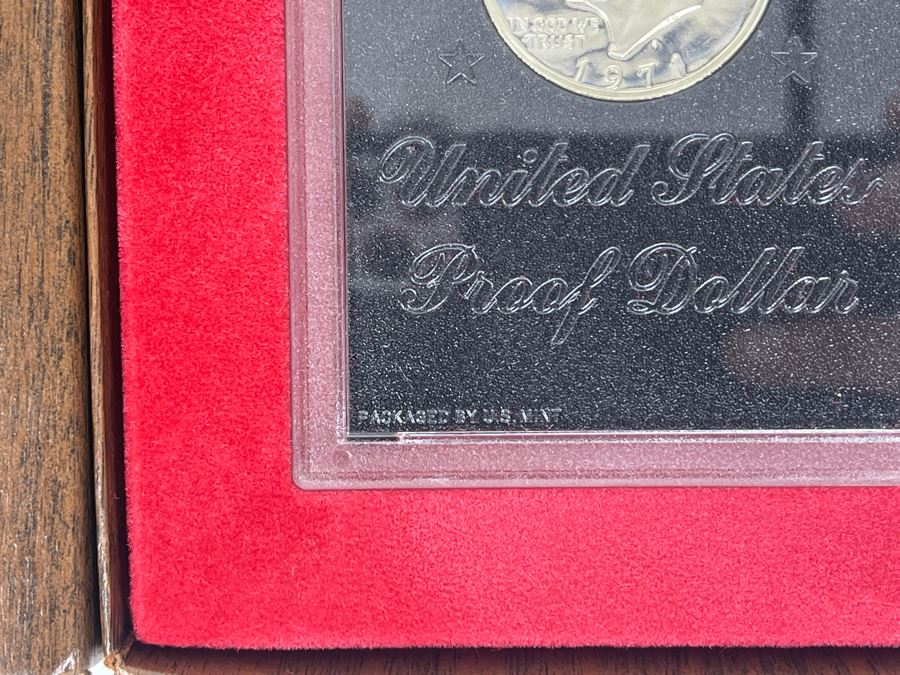 IN GOD WE
TRUST
1971
United States
Proof Dollar
PACKAGED BY U.S. MINT